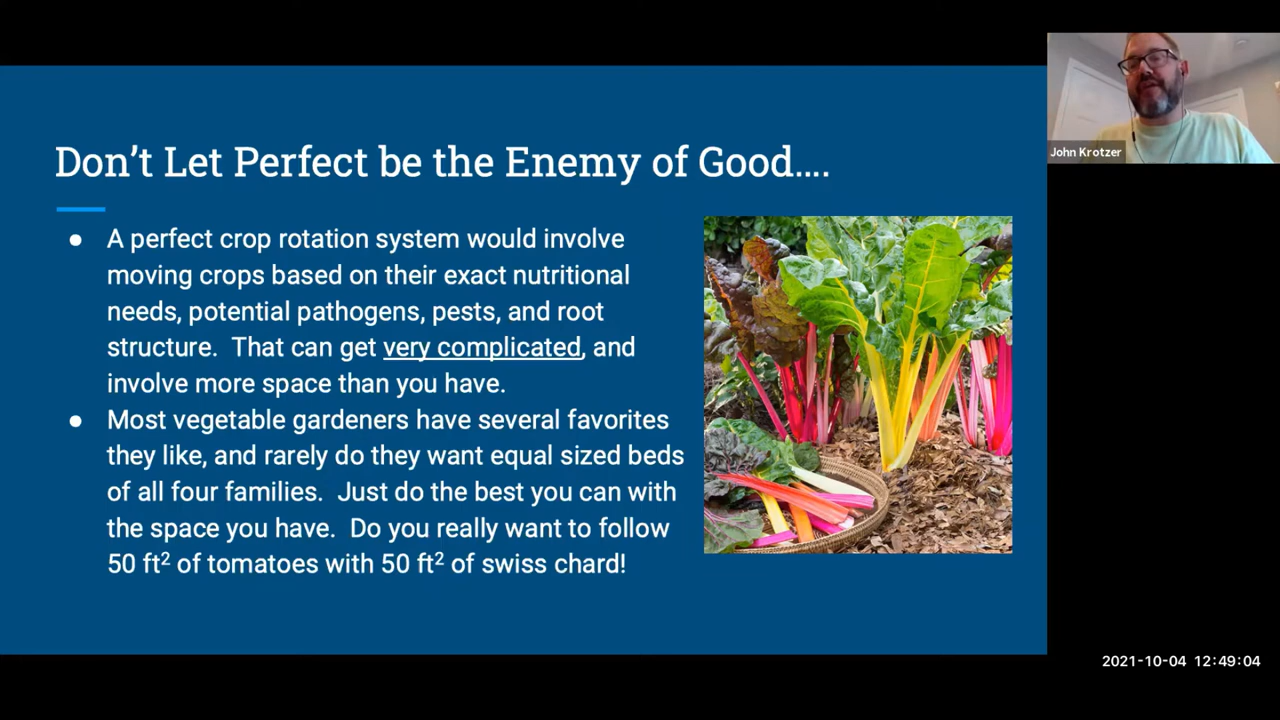 Don't Let Perfect be the Enemy of Good....
● A perfect crop rotation system would involve
moving crops based on their exact nutritional
needs, potential pathogens, pests, and root
structure.  That can get very complicated, and
involve more space than you have.
● Most vegetable gardeners have several favorites
they like, and rarely do they want equal sized beds
of all four families.  Just do the best you can with
the space you have.  Do you really want to follow
50 ft² of tomatoes with 50 ft² of swiss chard!
John Krotzer
2021-10-04 12:49:04